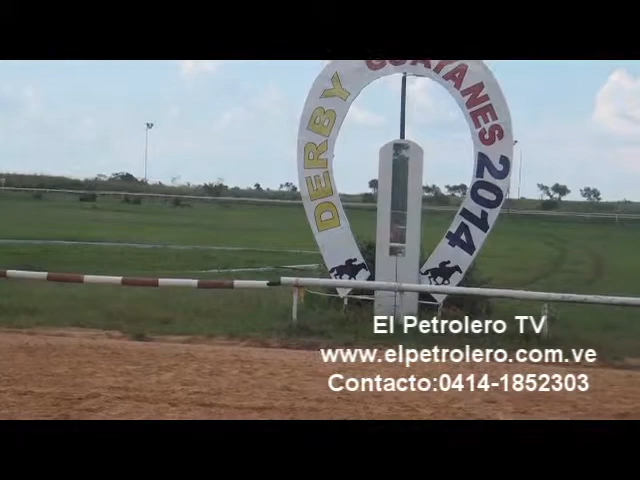 DERBY GUAYANES 2014
El Petrolero TV
www.elpetrolero.com.ve
Contacto:0414-1852303